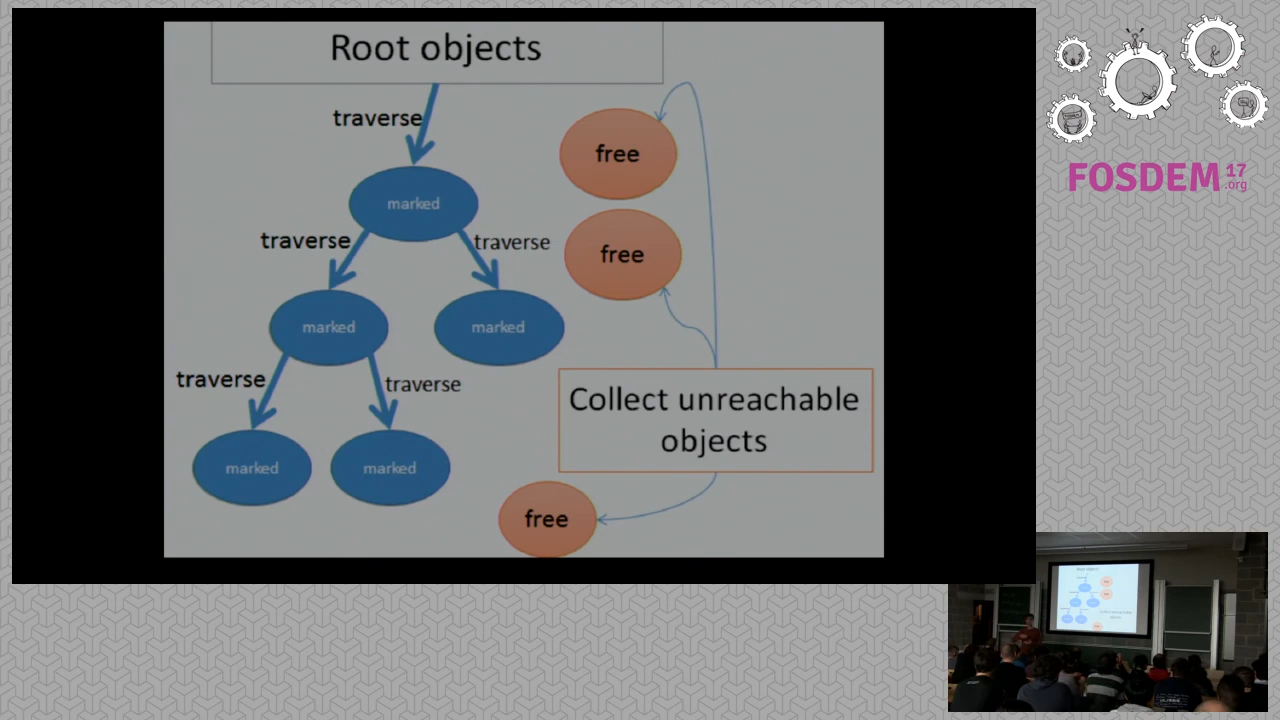 Root objects
traverse
marked
free
traverse
traverse
free
marked
marked
traverse
traverse
Collect unreachable
objects
marked
marked
free
FOSDEM 17
.org